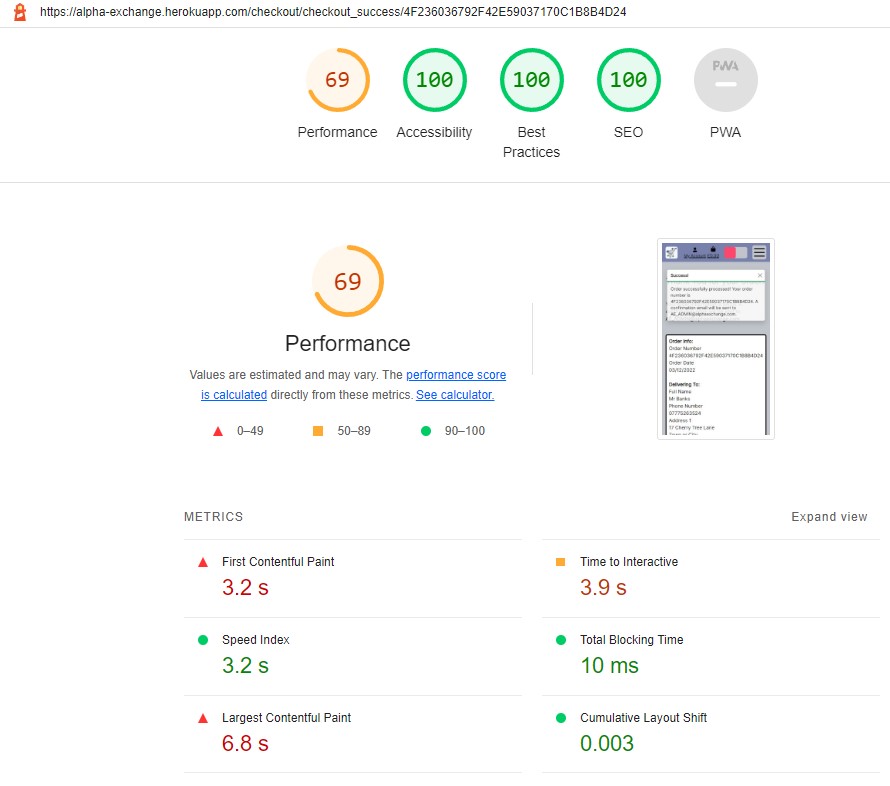 https://alpha-exchange.herokuapp.com/checkout/checkout_success/4F236036792F42E59037170C1B8B4D24
69
100
100
100
PWA
Performance
Accessibility
Best
Practices
SEO
PWA
69
Performance
Values are estimated and may vary. The performance score
is calculated directly from these metrics. See calculator.
0–49
50–89
90–100
Success!
Order successfully processed! Your order
number is
4F236036792F42E59037170C1B8B4D24. A
confirmation email will be sent to
AE_ADMIN@alphaexchange.com.
Order Info:
Order Number
4F236036792F42E59037170C1B8B4D24
Order Date
03/12/2022
Delivering To:
Full Name
Mr Banks
Phone Number
Address 1
17 Cherry Tree Lane
Town or City
METRICS
Expand view
First Contentful Paint
3.2 s
Time to Interactive
3.9 s
Speed Index
3.2 s
Total Blocking Time
10 ms
Largest Contentful Paint
6.8 s
Cumulative Layout Shift
0.003